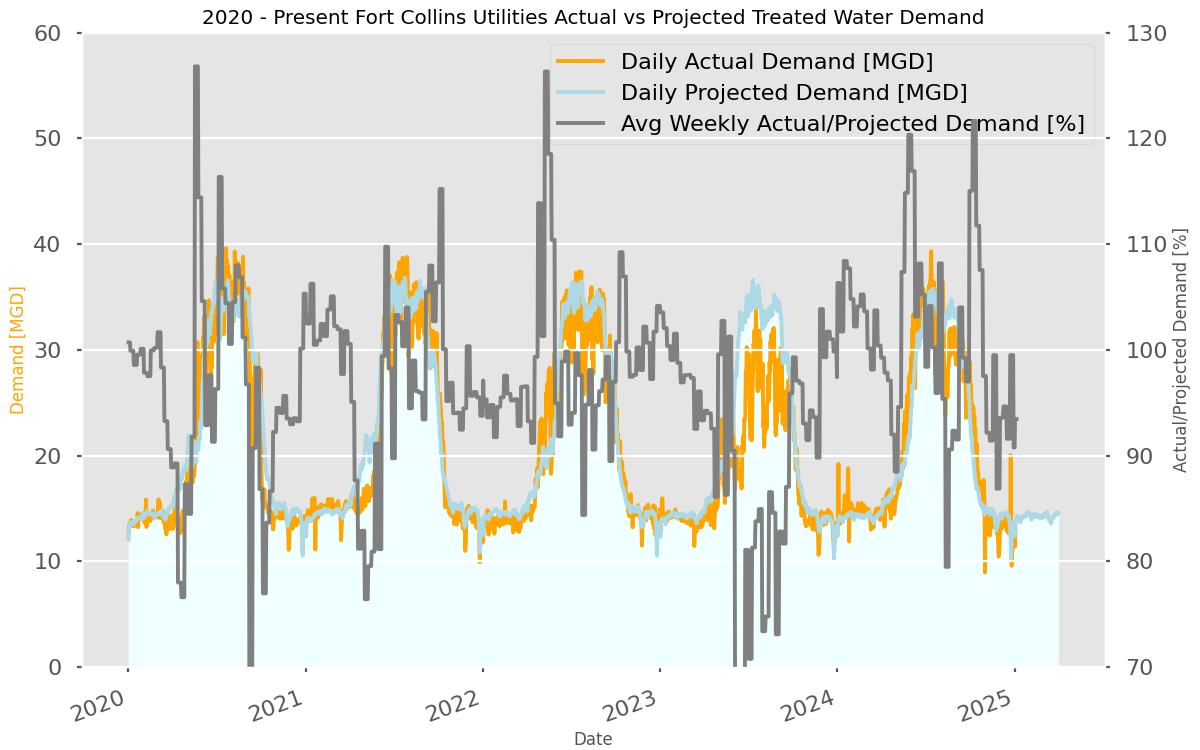 2020 - Present Fort Collins Utilities Actual vs Projected Treated Water Demand
Daily Actual Demand [MGD]
Daily Projected Demand [MGD]
Avg Weekly Actual/Projected Demand [%]
Demand [MGD]
60
50
40
30
20
10
0
Actual/Projected Demand [%]
130
120
110
100
90
80
70
2020
2021
2022
2023
2024
2025
Date